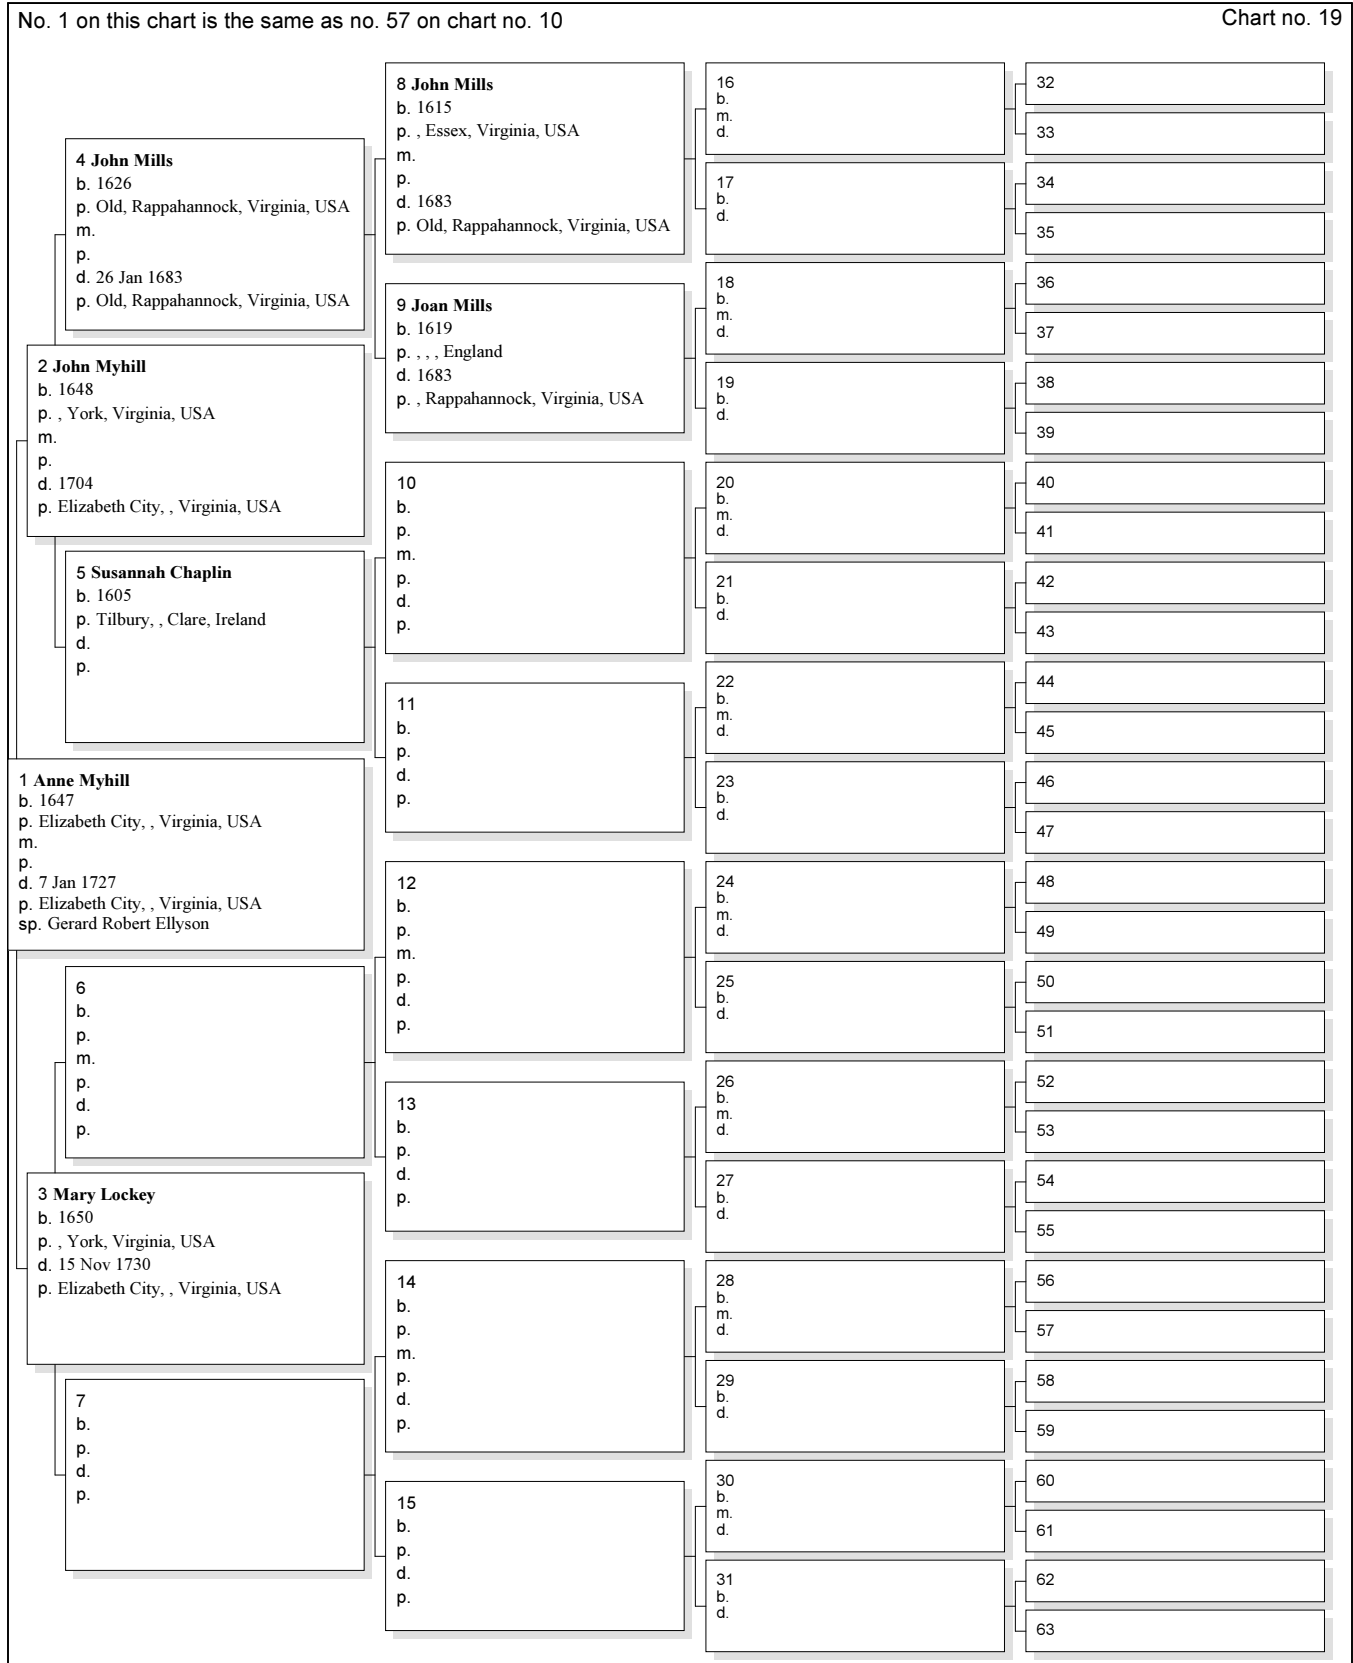 No. 1 on this chart is the same as no. 57 on chart no. 10
Chart no. 19
8 John Mills
b. 1615
p. , Essex, Virginia, USA
m.
p.
d. 1683
p. Old, Rappahannock, Virginia, USA
4 John Mills
b. 1626
p. Old, Rappahannock, Virginia, USA
m.
p.
d. 26 Jan 1683
p. Old, Rappahannock, Virginia, USA
9 Joan Mills
b. 1619
p. , , , England
d. 1683
p. , Rappahannock, Virginia, USA
2 John Myhill
b. 1648
p. , York, Virginia, USA
m.
p.
d. 1704
p. Elizabeth City, , Virginia, USA
10
b.
p.
m.
p.
d.
p.
5 Susannah Chaplin
b. 1605
p. Tilbury, , Clare, Ireland
d.
p.
11
b.
p.
d.
p.
1 Anne Myhill
b. 1647
p. Elizabeth City, , Virginia, USA
m.
p.
d. 7 Jan 1727
p. Elizabeth City, , Virginia, USA
sp. Gerard Robert Ellyson
12
b.
p.
m.
p.
d.
p.
6
b.
p.
m.
p.
d.
p.
13
b.
p.
d.
p.
3 Mary Lockey
b. 1650
p. , York, Virginia, USA
d. 15 Nov 1730
p. Elizabeth City, , Virginia, USA
14
b.
p.
m.
p.
d.
p.
7
b.
p.
d.
p.
15
b.
p.
d.
p.
16
b.
m.
d.
17
b.
d.
18
b.
m.
d.
19
b.
d.
20
b.
m.
d.
21
b.
d.
22
b.
m.
d.
23
b.
d.
24
b.
m.
d.
25
b.
d.
26
b.
m.
d.
27
b.
d.
28
b.
m.
d.
29
b.
d.
30
b.
m.
d.
31
b.
d.
32
33
34
35
36
37
38
39
40
41
42
43
44
45
46
47
48
49
50
51
52
53
54
55
56
57
58
59
60
61
62
63